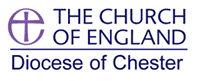 THE CHURCH
OF ENGLAND
Diocese of Chester